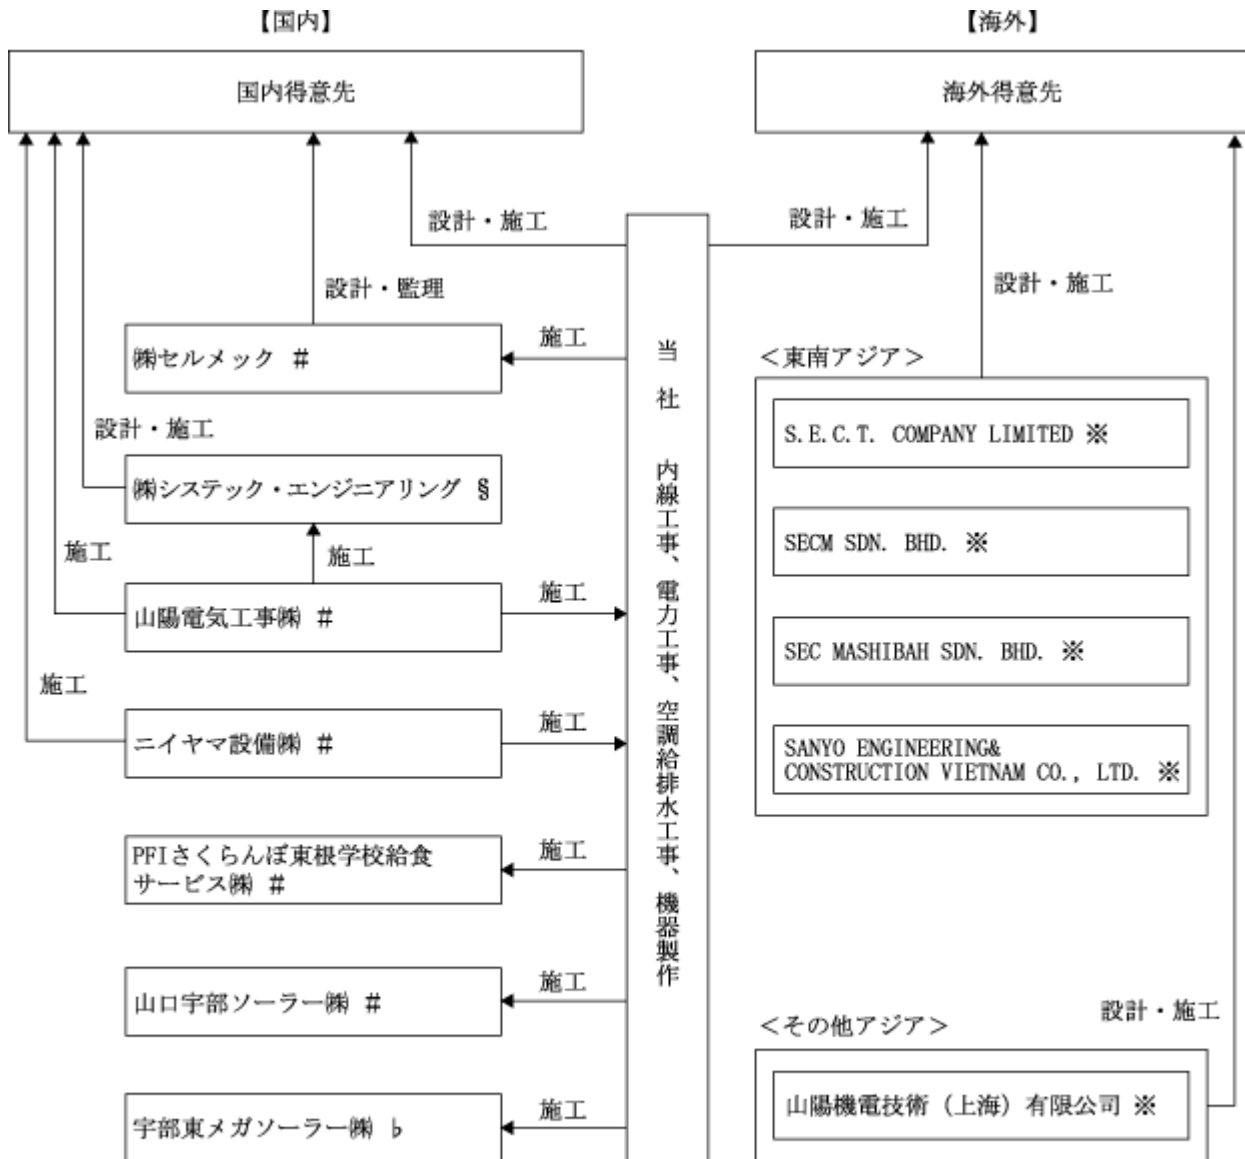 【国内】
【海外】
国内得意先
海外得意先
設計・施工
設計・施工
設計・監理
設計・施工
㈱セルメック ＃
施工
設計・施工
㈱システック・エンジニアリング §
施工
施工
山陽電気工事㈱ ＃
施工
施工
ニイヤマ設備㈱ ＃
施工
PFIさくらんぼ東根学校給食
サービス㈱ ＃
施工
山口宇部ソーラー㈱ ＃
施工
宇部東メガソーラー㈱ ♭
施工
当社 内線工事、電力工事、空調給排水工事、機器製作
＜東南アジア＞
S.E.C.T. COMPANY LIMITED ※
SECM SDN. BHD. ※
SEC MASHIBAH SDN. BHD. ※
SANYO ENGINEERING&
CONSTRUCTION VIETNAM CO., LTD. ※
＜その他アジア＞
設計・施工
山陽機電技術（上海）有限公司 ※